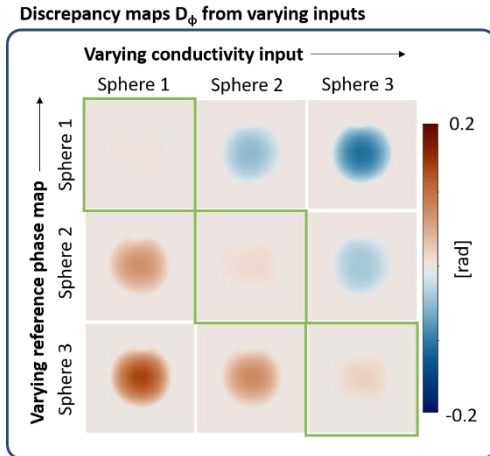 Discrepancy maps Dϕ from varying inputs
Varying conductivity input
Sphere 1 Sphere 2 Sphere 3
Varying reference phase map
Sphere 1
Sphere 2
Sphere 3
0.2
[rad]
-0.2